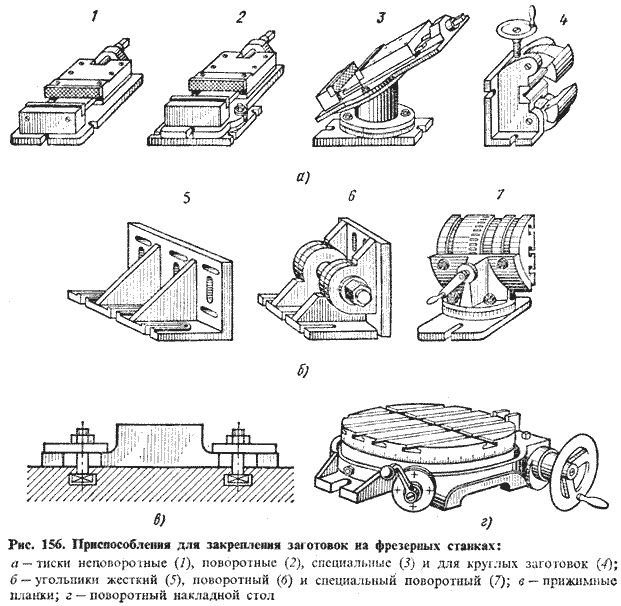 1 2 3 4
а)
5 6 7
б)
в) г)
Рис. 156. Приспособления для закрепления заготовок на фрезерных станках:
а — тиски неповоротные (1), поворотные (2), специальные (3) и для круглых заготовок (4);
б — угольники жесткий (5), поворотный (6) и специальный поворотный (7); в — прижимные
планки; г — поворотный накладной стол